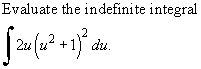 Evaluate the indefinite integral
∫ 2u(u² + 1)² du.